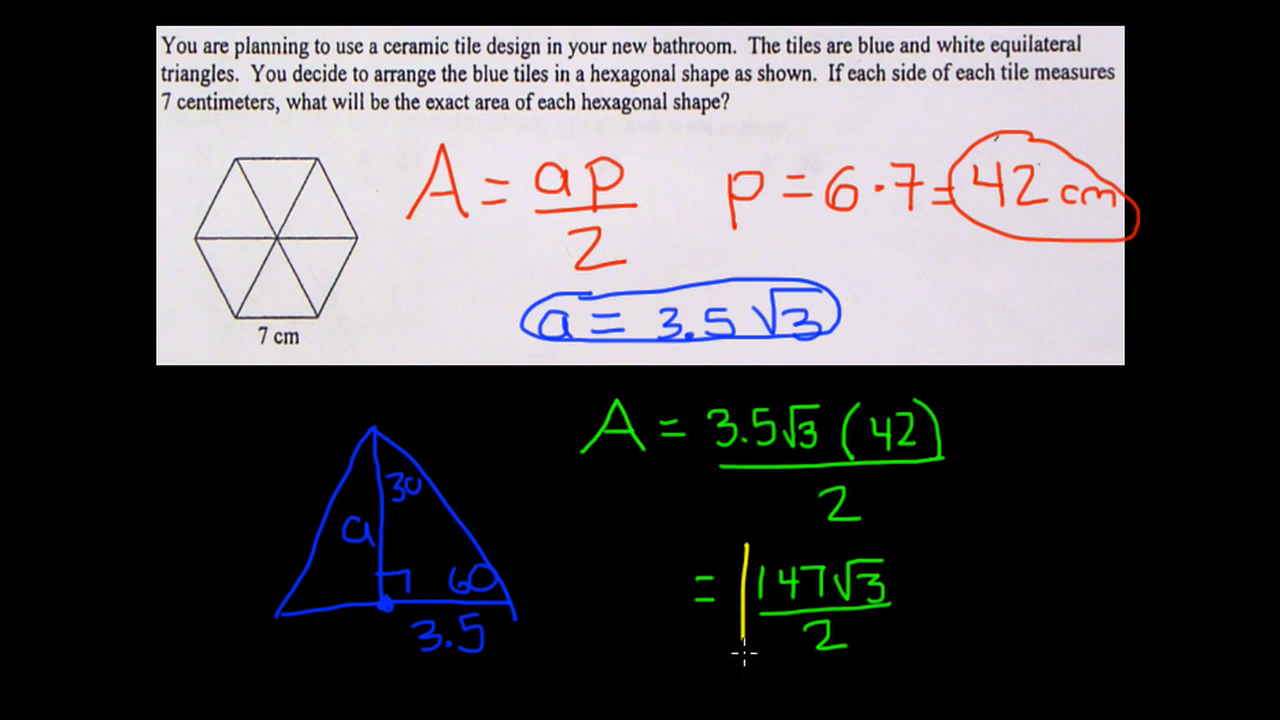 You are planning to use a ceramic tile design in your new bathroom. The tiles are blue and white equilateral
triangles. You decide to arrange the blue tiles in a hexagonal shape as shown. If each side of each tile measures
7 centimeters, what will be the exact area of each hexagonal shape?
A = ap/2
p = 6·7 = 42 cm
a = 3.5√3
7 cm
A = 3.5√3 (42)/2
30
a
60
3.5
= 147√3/2